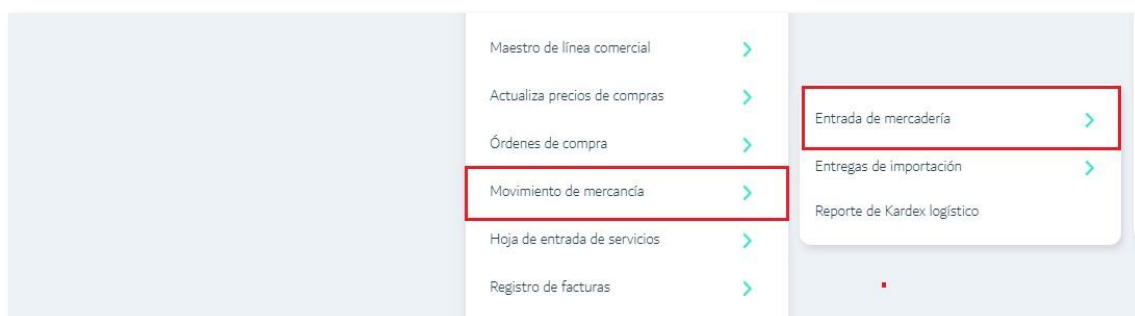 Maestro de línea comercial
Actualiza precios de compras
Órdenes de compra
Movimiento de mercancía
Hoja de entrada de servicios
Registro de facturas
Entrada de mercadería
Entregas de importación
Reporte de Kardex logístico